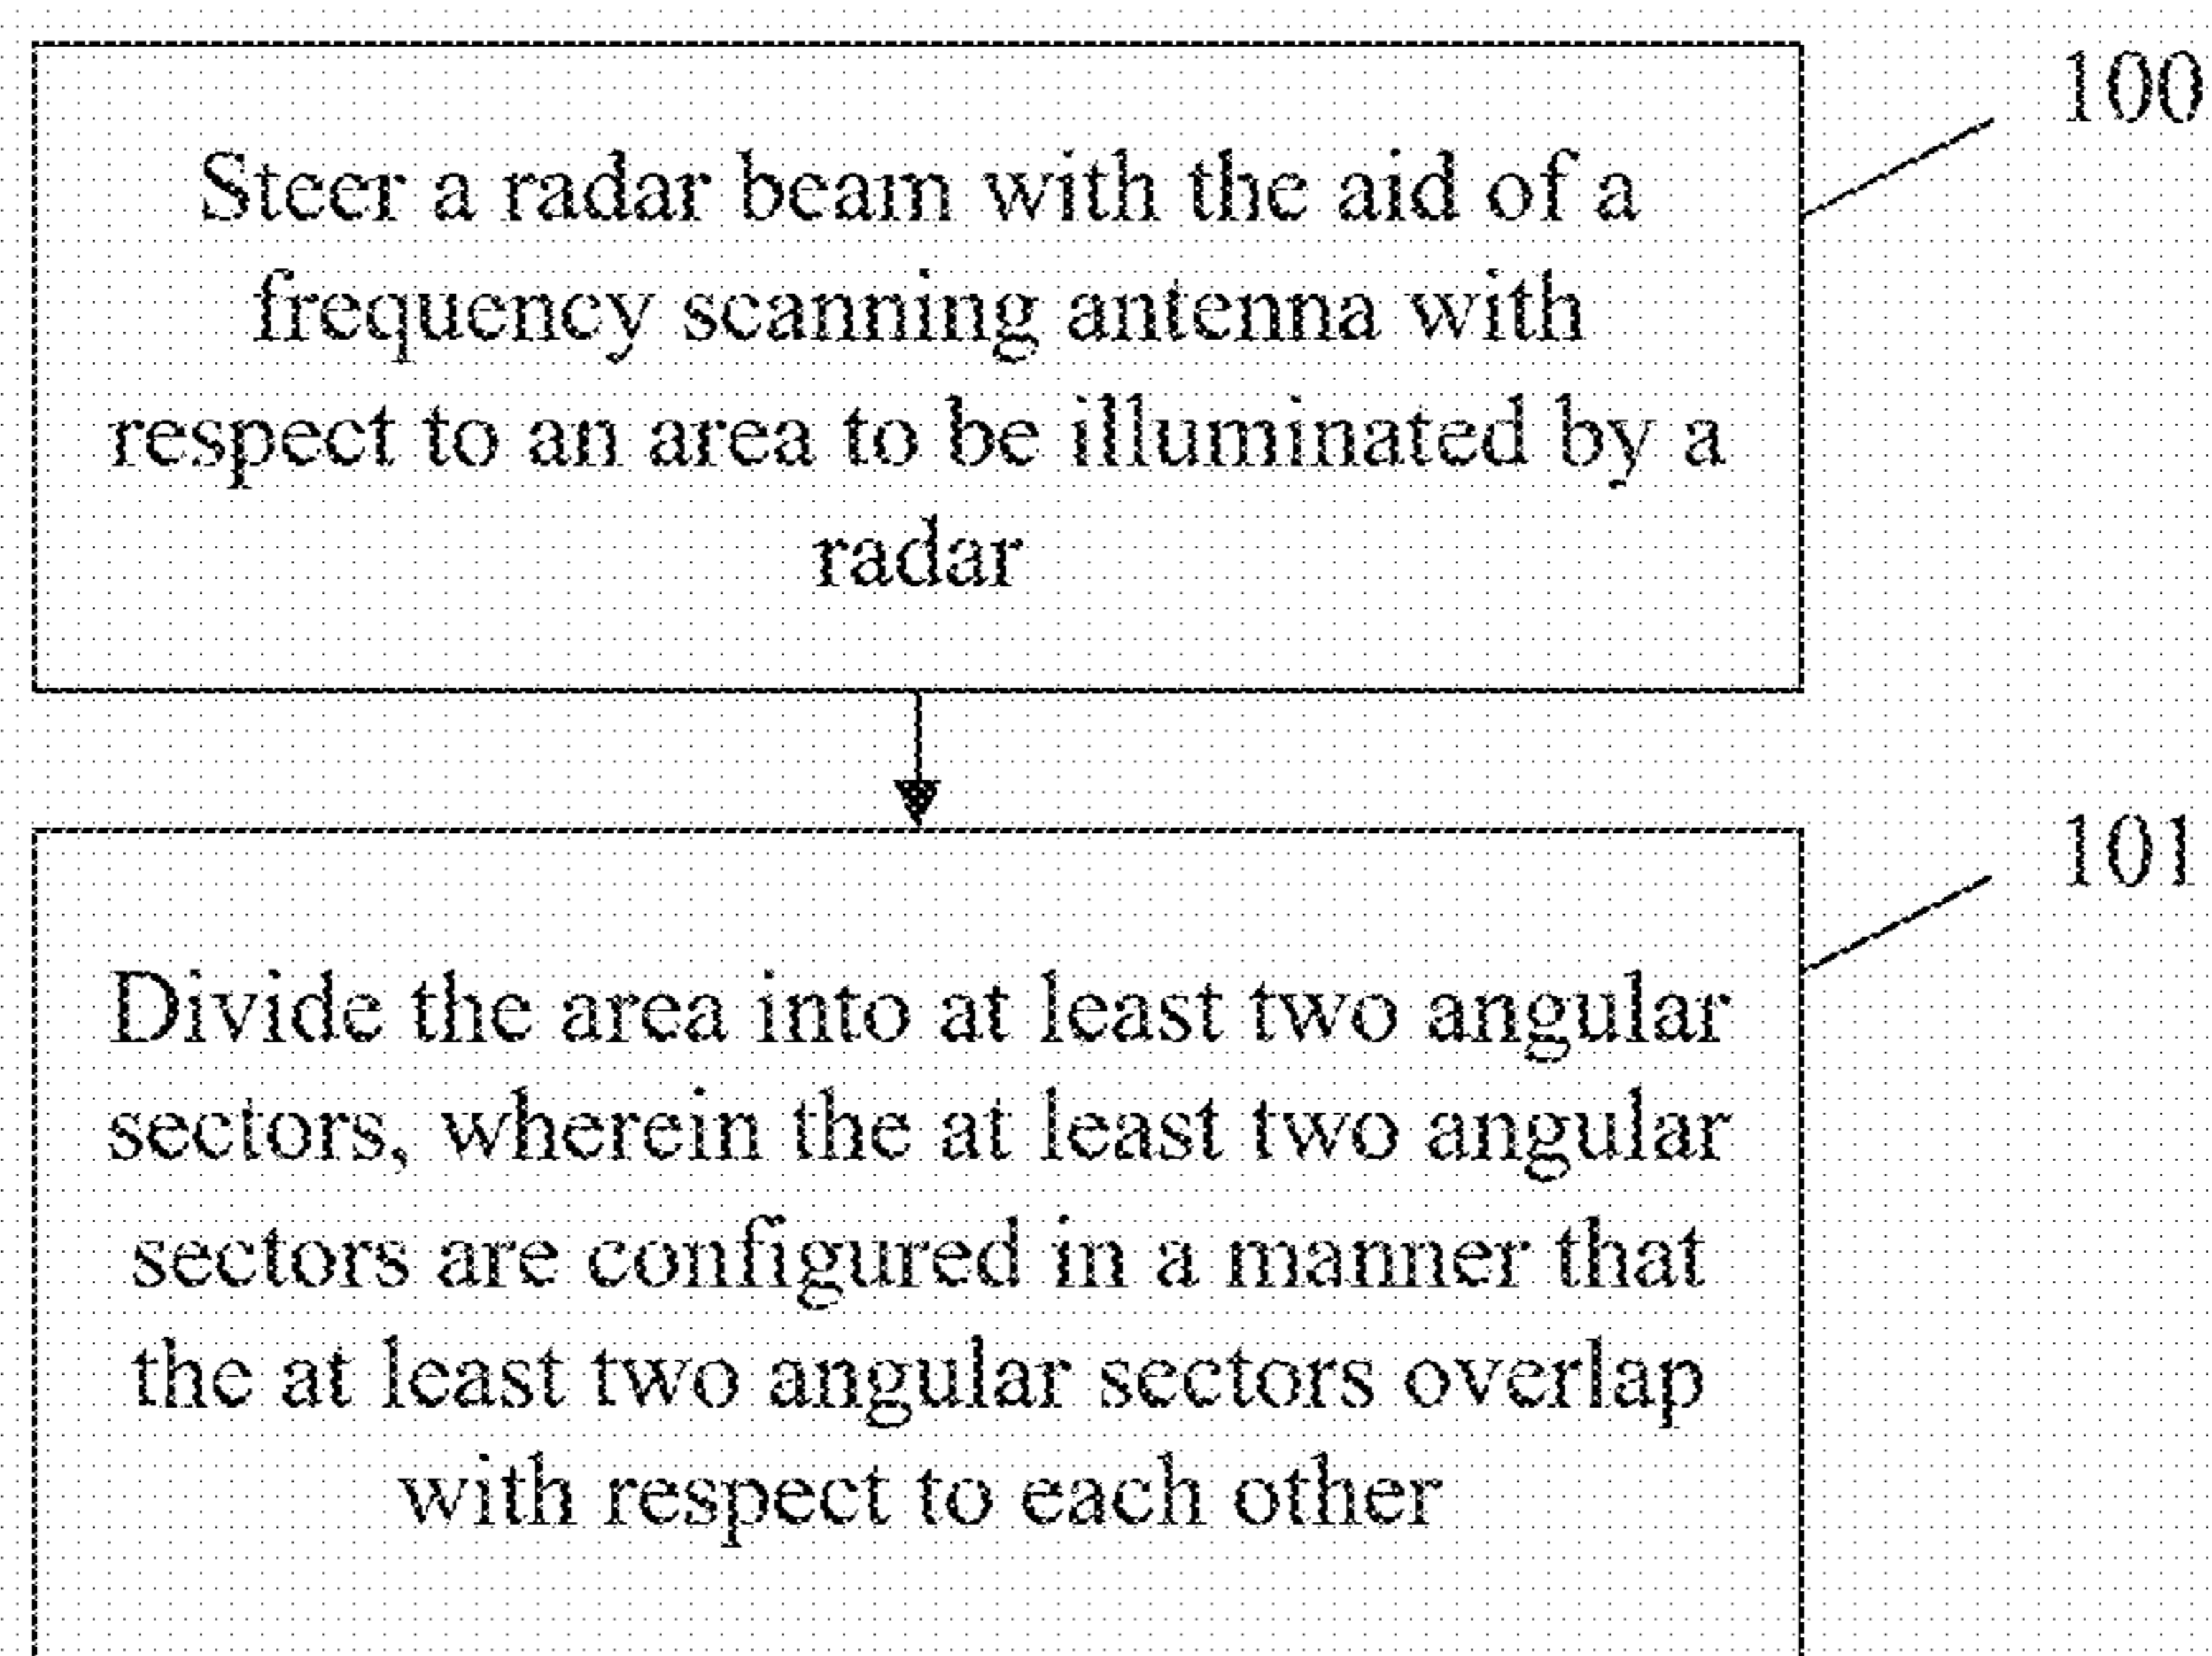 100
Steer a radar beam with the aid of a
frequency scanning antenna with
respect to an area to be illuminated by a
radar
101
Divide the area into at least two angular
sectors, wherein the at least two angular
sectors are configured in a manner that
the at least two angular sectors overlap
with respect to each other